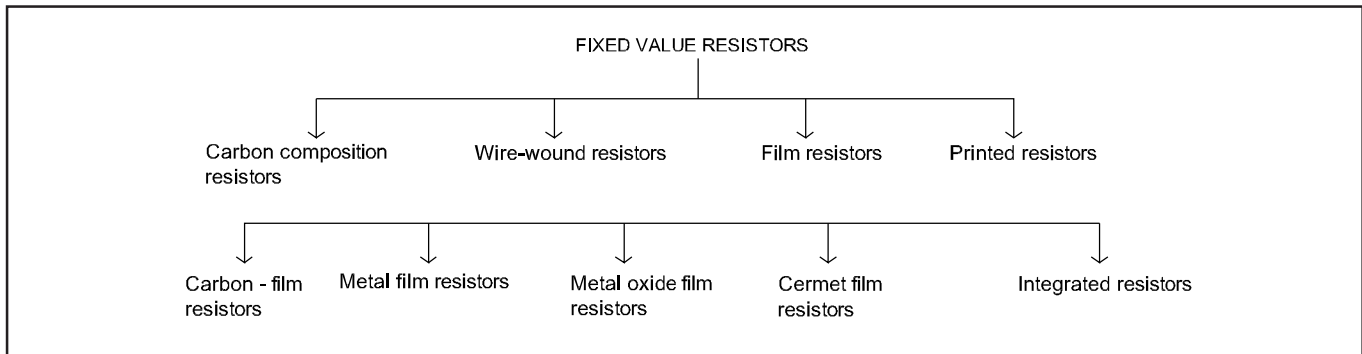 FIXED VALUE RESISTORS
Carbon composition
resistors
Wire-wound resistors
Film resistors
Printed resistors
Carbon - film
resistors
Metal film resistors
Metal oxide film
resistors
Cermet film
resistors
Integrated resistors